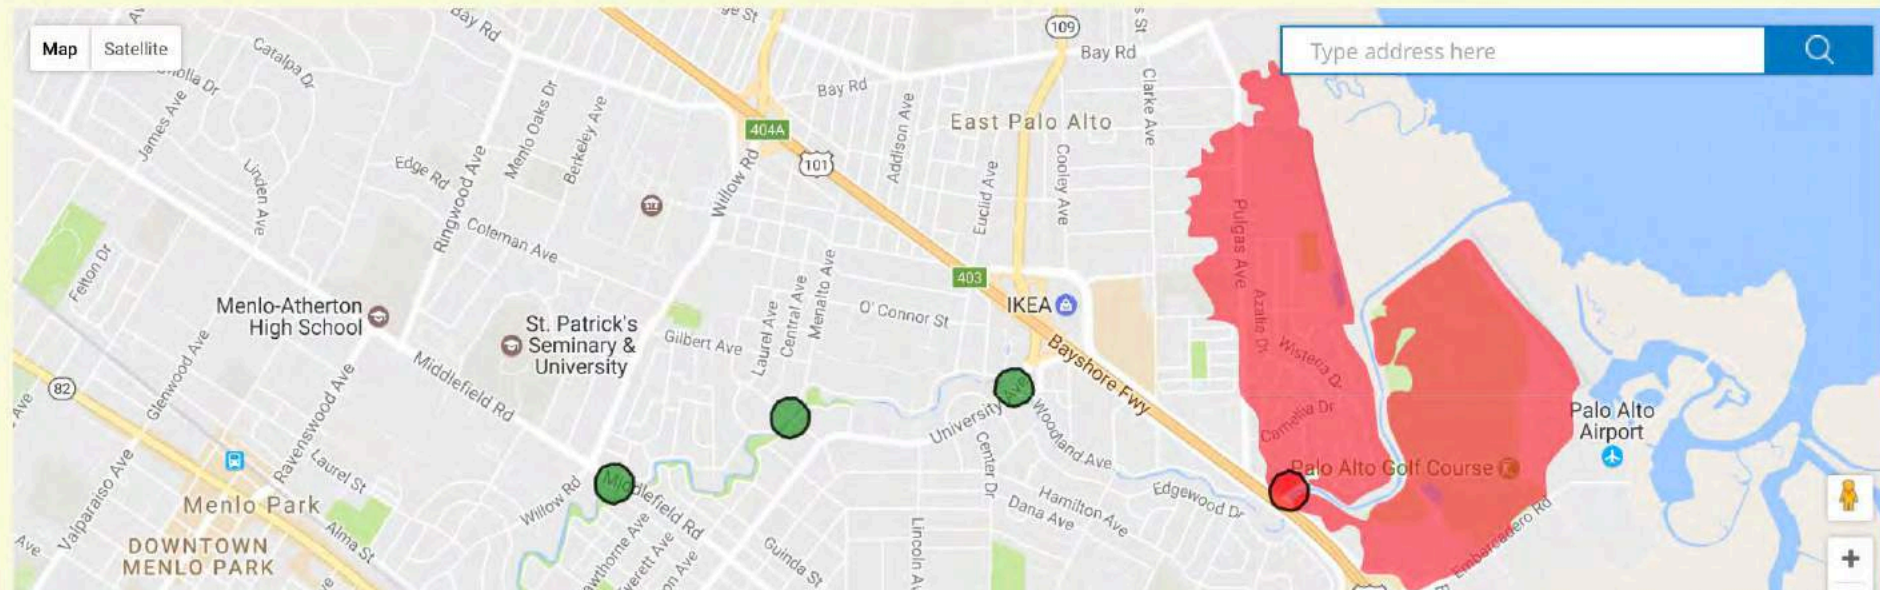 Map
Satellite
Type address here
Bay Rd
109
Bay Rd
Catalpa Dr
Bay Rd
Clarke Ave
James Ave
Menlo Oaks Dr
Berkeley Ave
Addison Ave
East Palo Alto
404A
101
Edge Rd
Linden Ave
Ringwood Ave
Willow Rd
Euclid Ave
Cooley Ave
Pulgas Ave
Coleman Ave
Felton Dr
403
Menlo-Atherton
High School
St. Patrick's
Seminary &
University
Gilbert Ave
Laurel Ave
Central Ave
Menalto Ave
O' Connor St
IKEA
Azalia Dr
Wisteria Dr
Bayshore Fwy
82
Glenwood Ave
Middlefield Rd
Ravenswood Ave
Camellia Dr
Palo Alto
Airport
University Ave
Woodland Ave
Center Dr
Palo Alto Golf Course
Valparaiso Ave
Laurel St
Willow Rd
Middlefield Rd
Hamilton Ave
Dana Ave
Edgewood Dr
Menlo Park
Alma St
DOWNTOWN
MENLO PARK
Guinda St
Embarcadero Rd
Ave
+